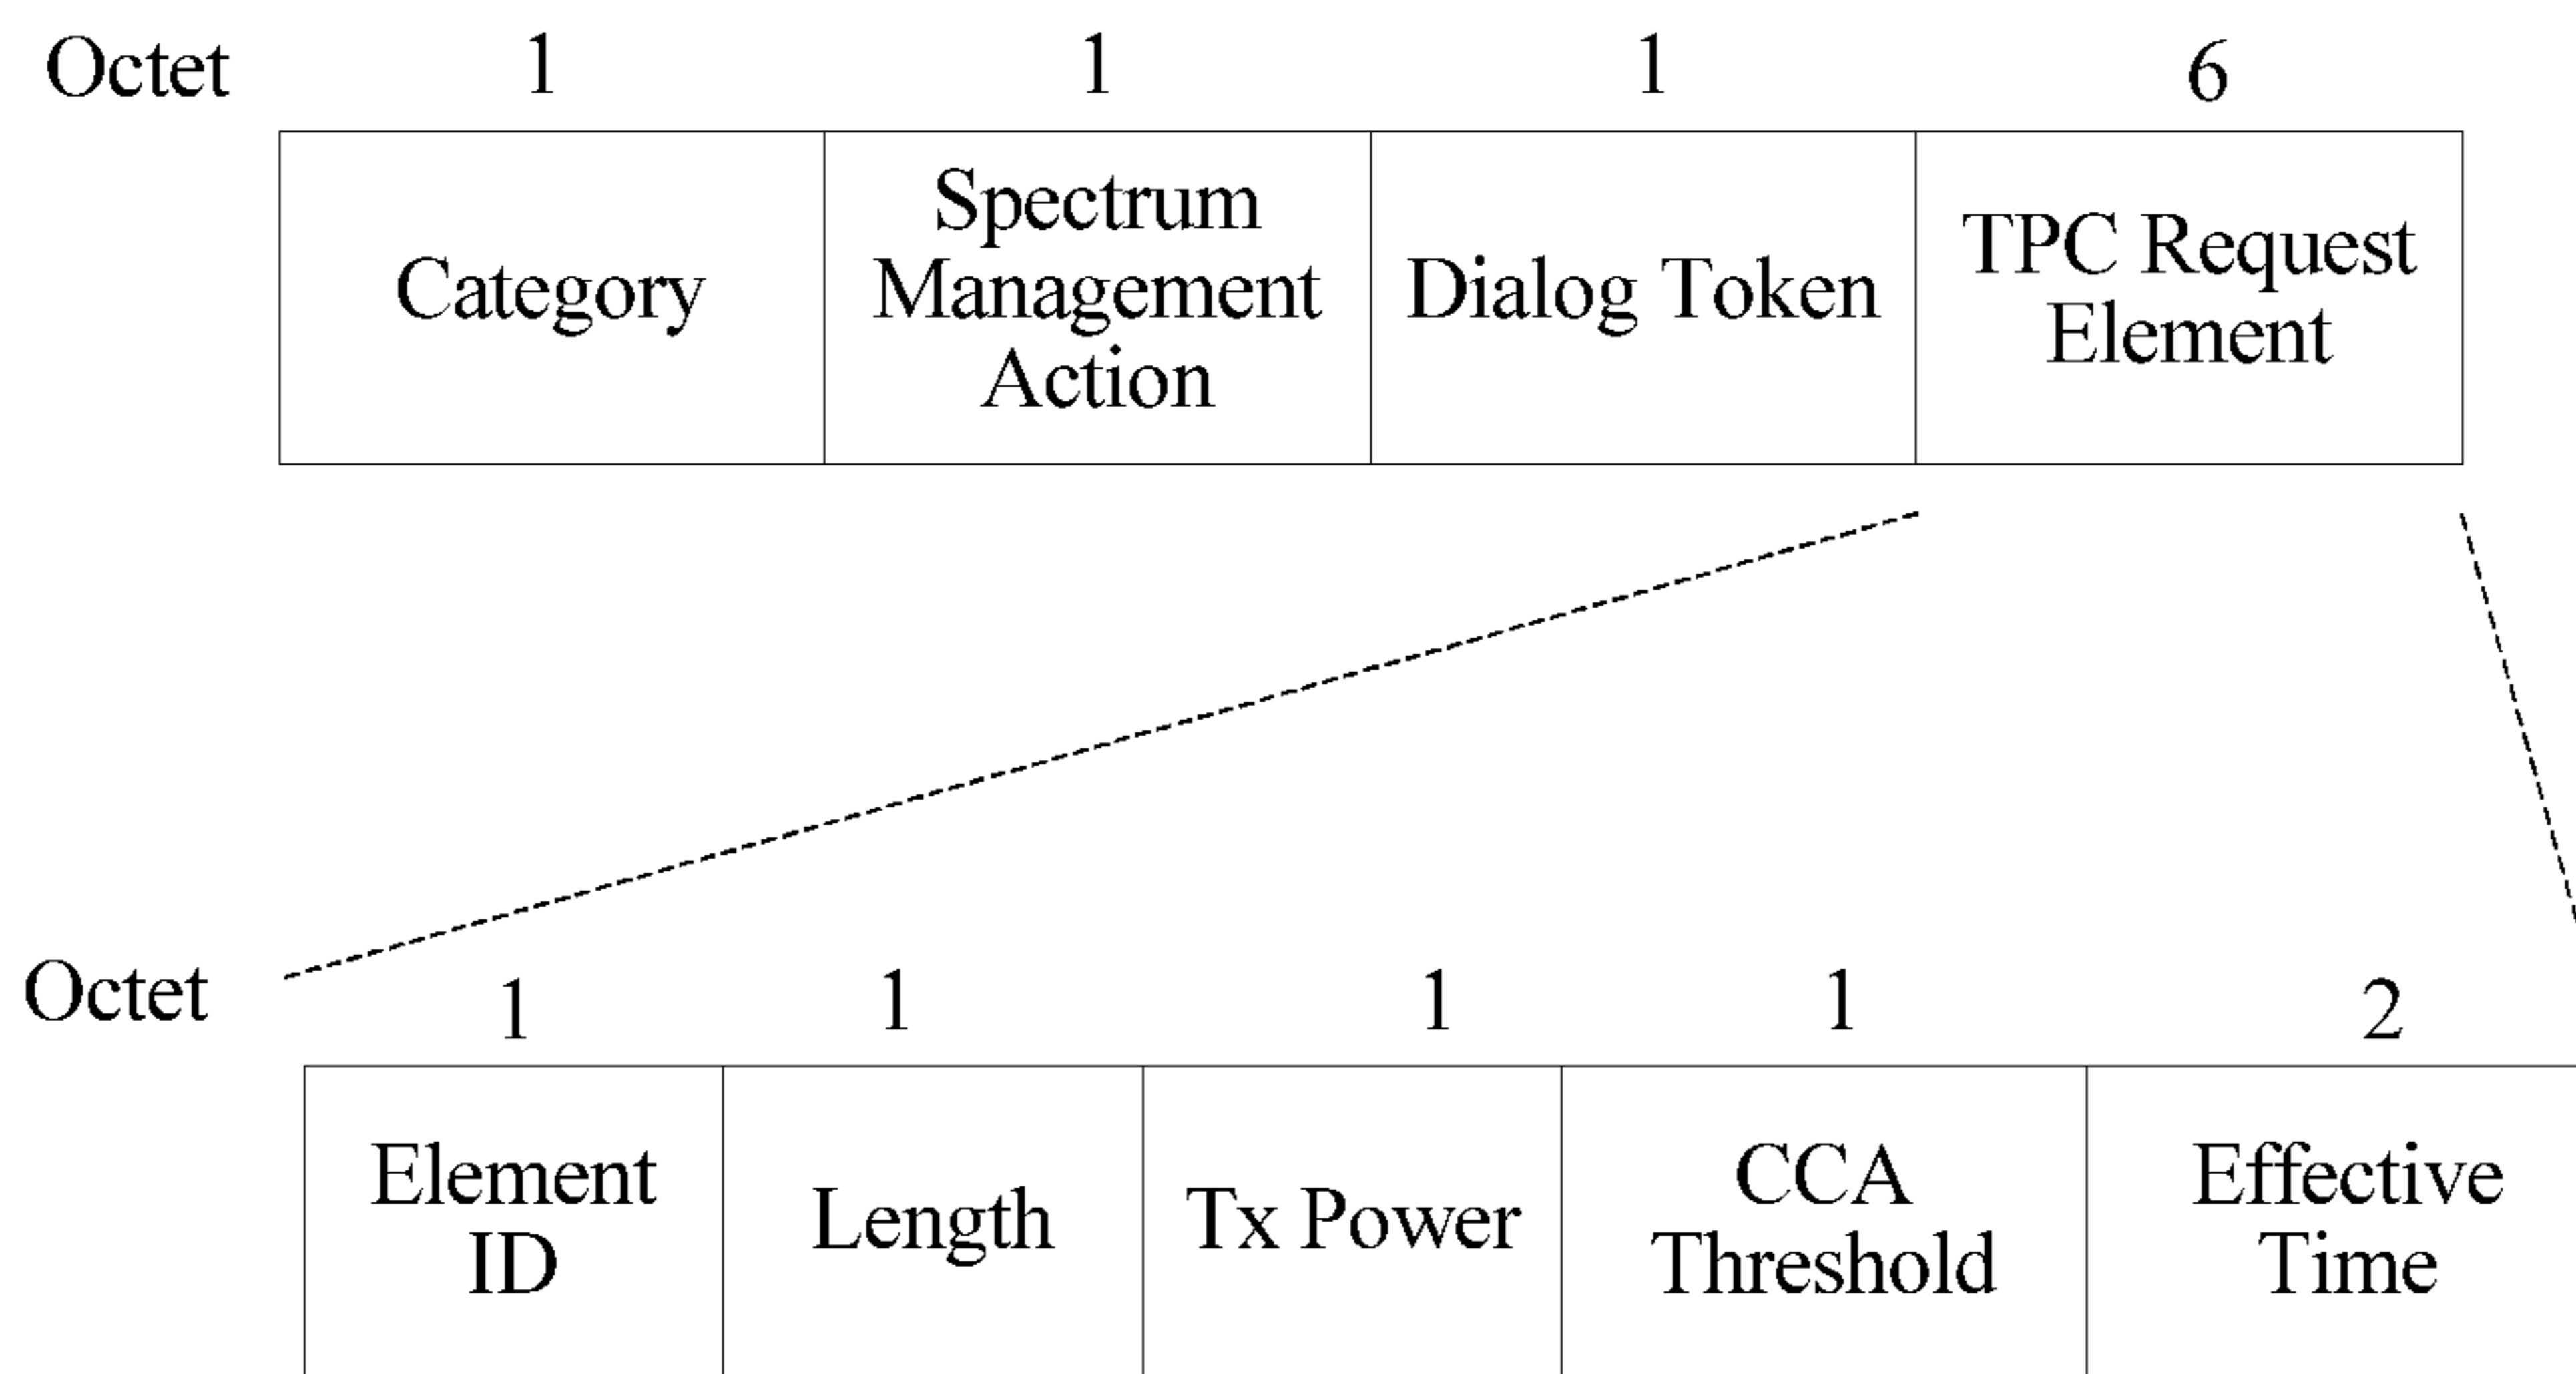 Octet 1 1 1 6
Category
Spectrum
Management
Action
Dialog Token
TPC Request
Element
Octet 1 1 1 1 2
Element
ID
Length
Tx Power
CCA
Threshold
Effective
Time